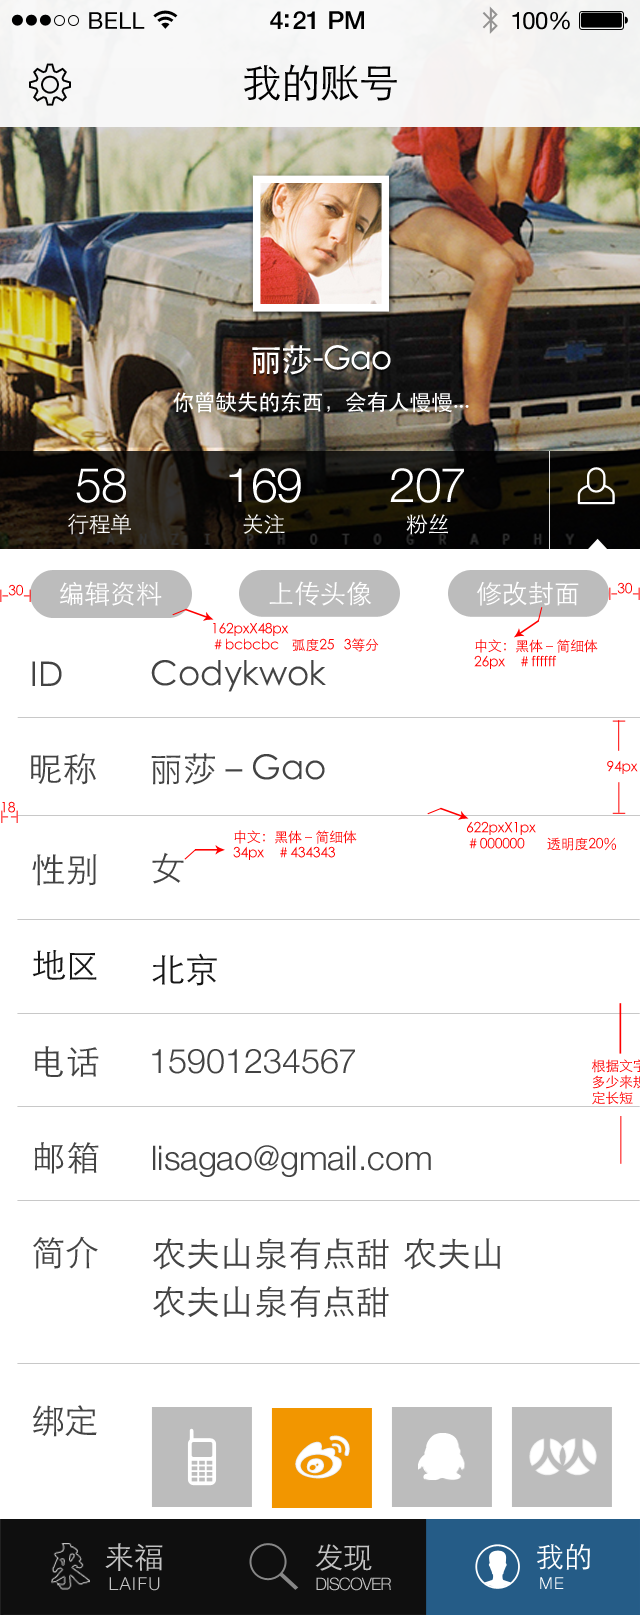 BELL 4:21 PM 100%
我的账号
丽莎-Gao
你曾缺失的东西，会有人慢慢...
58 169 207
行程单 关注 粉丝
PHOTOGRAPHY
30 编辑资料 上传头像 修改封面 30
162pxX48px
#bcbcbc 弧度25 3等分
中文：黑体－简细体
26px #ffffff
ID Codykwok
昵称 丽莎－Gao
94px
18
622pxX1px
#000000 透明度20%
中文：黑体－简细体
34px #434343
性别 女
地区 北京
根据文字
多少来规
定长短
电话 15901234567
邮箱 lisagao@gmail.com
简介 农夫山泉有点甜 农夫山
农夫山泉有点甜
绑定
来福 发现 我的
LAIFU DISCOVER ME